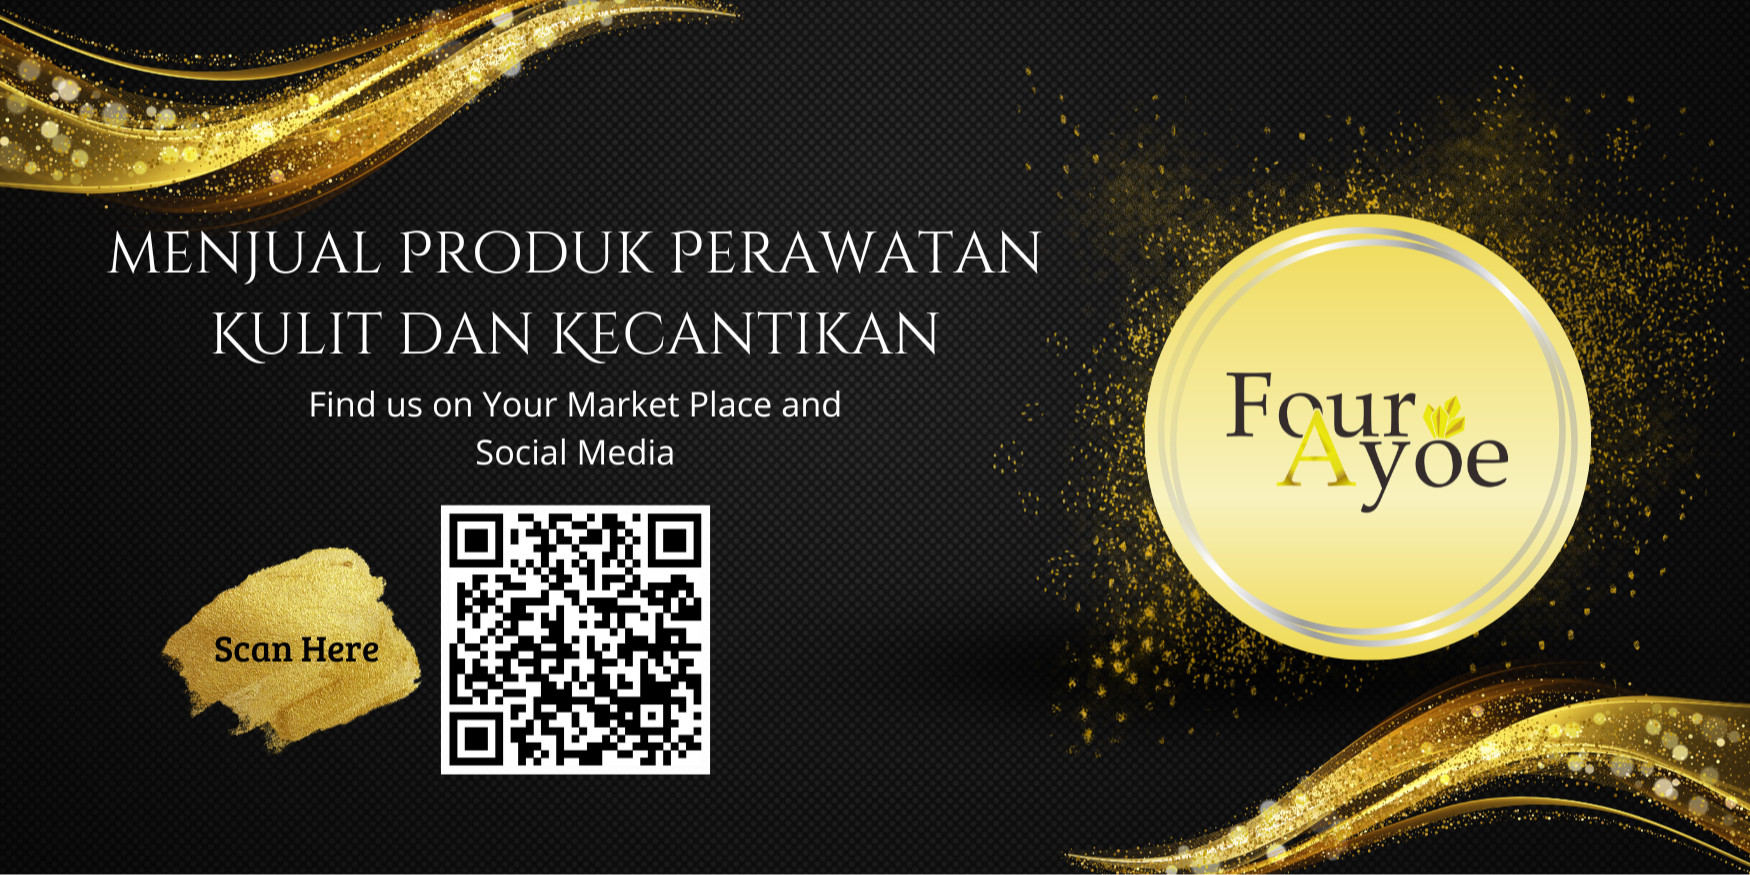 Menjual Produk Perawatan
Kulit dan Kecantikan
Find us on Your Market Place and
Social Media
Scan Here
Four
Ayoe